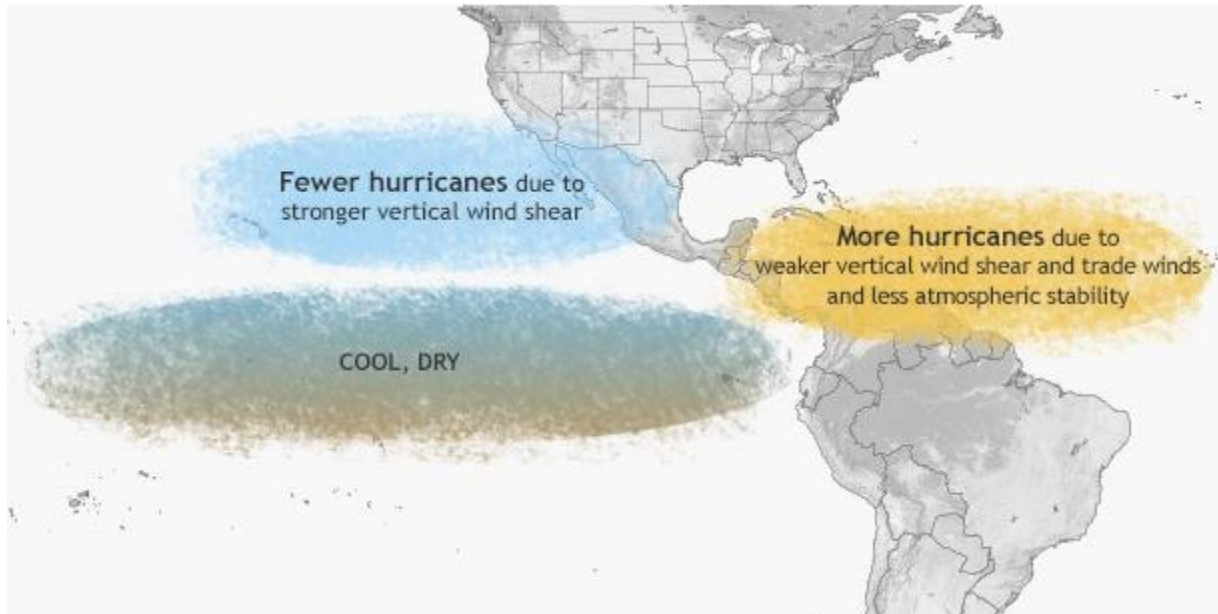 Fewer hurricanes due to
stronger vertical wind shear
More hurricanes due to
weaker vertical wind shear and trade winds
and less atmospheric stability
COOL, DRY